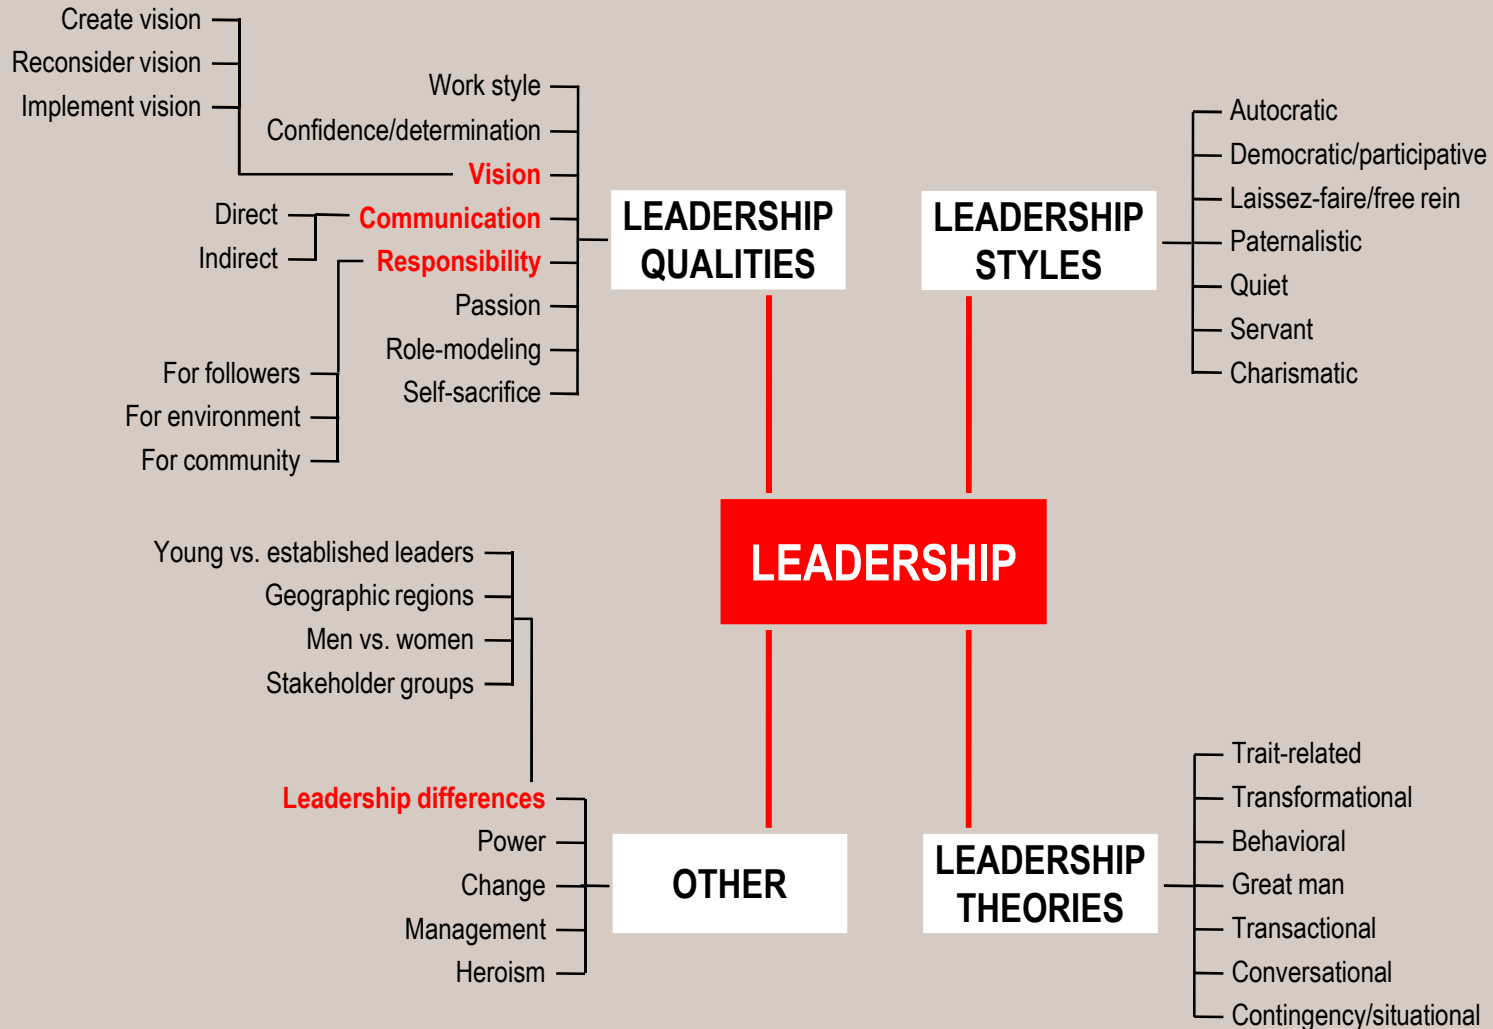 Create vision
Reconsider vision
Implement vision
Work style
Confidence/determination
Vision
Communication
Responsibility
Passion
Role-modeling
Self-sacrifice
Direct
Indirect
For followers
For environment
For community
LEADERSHIP
QUALITIES
LEADERSHIP
STYLES
Autocratic
Democratic/participative
Laissez-faire/free rein
Paternalistic
Quiet
Servant
Charismatic
LEADERSHIP
Young vs. established leaders
Geographic regions
Men vs. women
Stakeholder groups
Leadership differences
Power
Change
Management
Heroism
OTHER
LEADERSHIP
THEORIES
Trait-related
Transformational
Behavioral
Great man
Transactional
Conversational
Contingency/situational